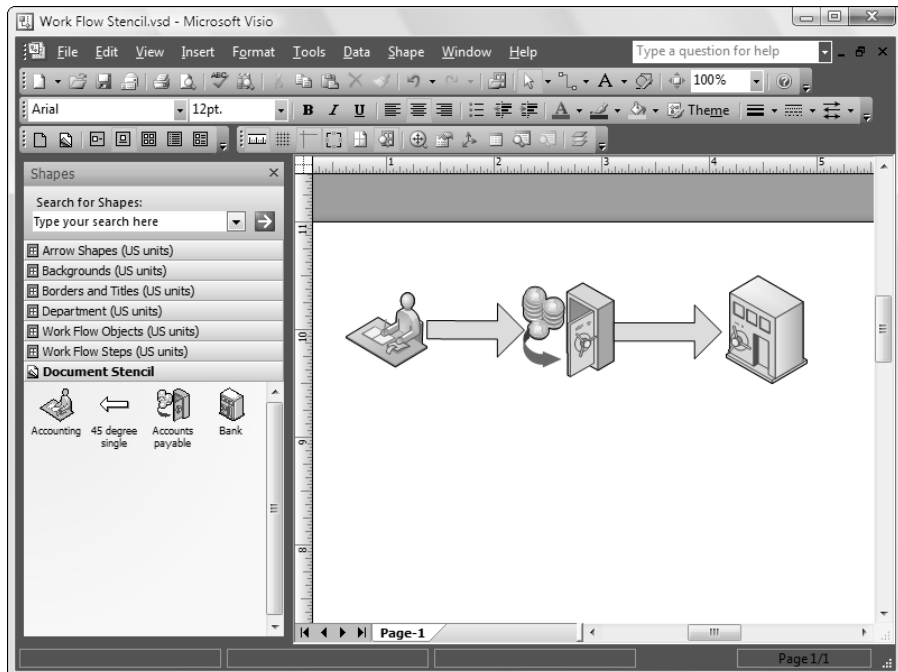 Work Flow Stencil.vsd - Microsoft Visio
File Edit View Insert Format Tools Data Shape Window Help Type a question for help
A 100%
Arial 12pt. B I U A Theme
Shapes
Search for Shapes:
Type your search here
Arrow Shapes (US units)
Backgrounds (US units)
Borders and Titles (US units)
Department (US units)
Work Flow Objects (US units)
Work Flow Steps (US units)
Document Stencil
Accounting 45 degree single Accounts payable Bank
1 2 3 4 5
11
10
9
8
Page-1
Page 1/1